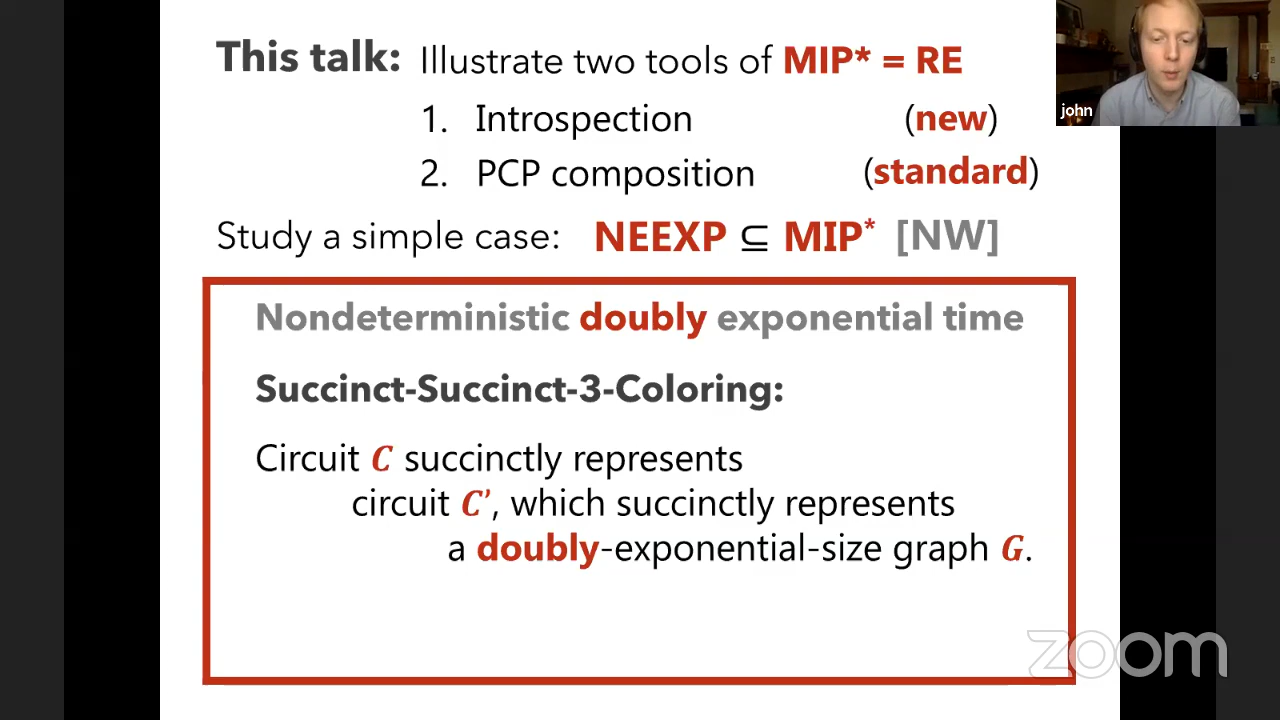 This talk: Illustrate two tools of MIP* = RE
john
1. Introspection (new)
2. PCP composition (standard)
Study a simple case: NEEXP ⊆ MIP* [NW]
Nondeterministic doubly exponential time
Succinct-Succinct-3-Coloring:
Circuit C succinctly represents
circuit C’, which succinctly represents
a doubly-exponential-size graph G.
zoom